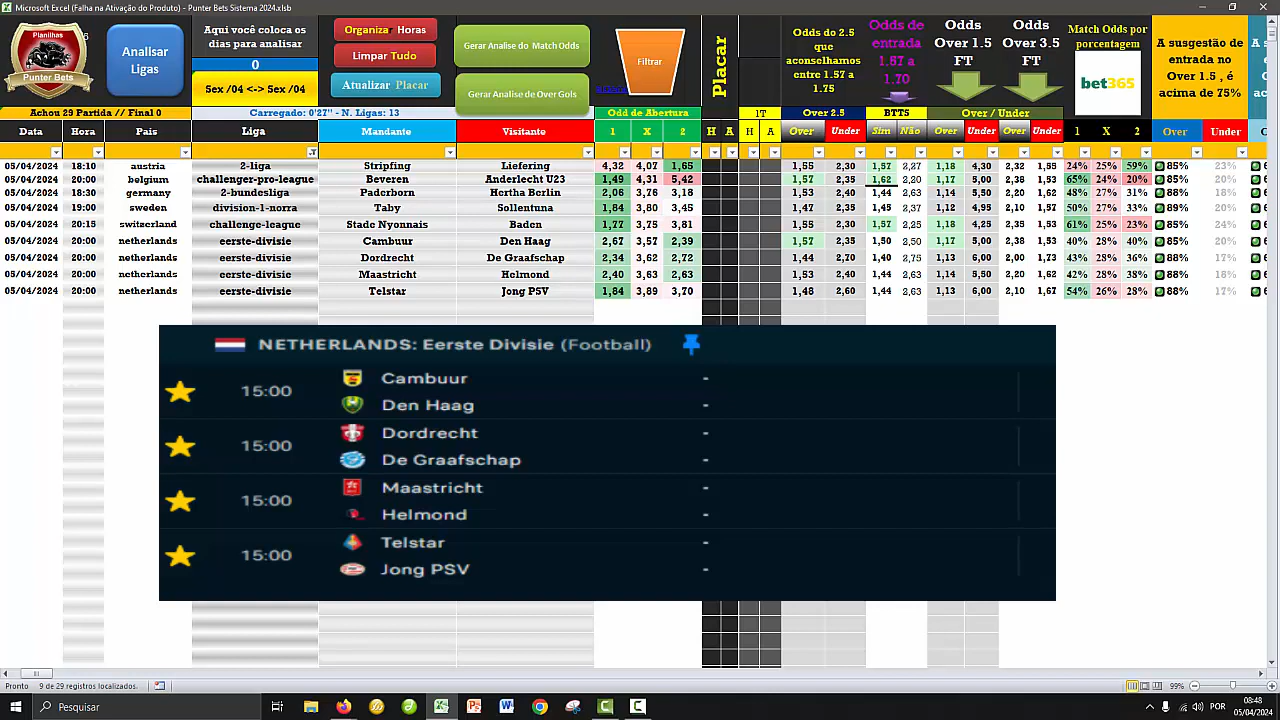 Microsoft Excel (Falha na Ativação do Produto) - Punter Bets Sistema 2024.xlsb
Planilhas
Punter Bets
Analisar Ligas
Aqui você coloca os dias para analisar
0
Sex /04 <-> Sex /04
Organizar Horas
Limpar Tudo
Atualizar Placar
Gerar Analise do Match Odds
Gerar Analise de Over Gols
Filtrar
Placar
Odds do 2.5 que aconselhamos entre 1.57 a 1.75
Odds de entrada 1.57 a 1.70
Odds Over 1.5 FT
Odds Over 3.5 FT
Match Odds por porcentagem
bet365
A susgestão de entrada no Over 1.5 , é acima de 75%
Achou 29 Partida // Final 0
Carregado: 0'27" - N. Ligas: 13
Odd de Abertura
1T
Over 2.5
BTTS
Over / Under
Data Hora Pais Liga Mandante Visitante 1 X 2 H A H A Over Under Sim Não Over Under Over Under 1 X 2 Over Under
05/04/2024 18:10 austria 2-liga Stripfing Liefering 4,32 4,07 1,65 1,55 2,30 1,57 2,27 1,18 4,30 2,38 1,55 24% 25% 59% 85% 23%
05/04/2024 20:00 belgium challenger-pro-league Beveren Anderlecht U23 1,49 4,31 5,42 1,57 2,35 1,62 2,20 1,17 5,00 2,38 1,53 65% 24% 20% 85% 20%
05/04/2024 18:30 germany 2-bundesliga Paderborn Hertha Berlin 2,06 3,76 3,18 1,53 2,40 1,44 2,63 1,14 5,50 2,20 1,62 48% 27% 31% 88% 18%
05/04/2024 19:00 sweden division-1-norra Taby Sollentuna 1,84 3,80 3,45 1,47 2,35 1,45 2,37 1,12 4,95 2,10 1,57 50% 27% 33% 89% 20%
05/04/2024 20:15 switzerland challenge-league Stade Nyonnais Baden 1,77 3,75 3,81 1,55 2,30 1,57 2,25 1,18 4,25 2,35 1,53 61% 25% 23% 85% 24%
05/04/2024 20:00 netherlands eerste-divisie Cambuur Den Haag 2,67 3,57 2,39 1,57 2,35 1,50 2,50 1,17 5,00 2,38 1,53 40% 28% 40% 85% 20%
05/04/2024 20:00 netherlands eerste-divisie Dordrecht De Graafschap 2,34 3,62 2,72 1,44 2,70 1,40 2,75 1,13 6,00 2,00 1,73 43% 28% 36% 88% 17%
05/04/2024 20:00 netherlands eerste-divisie Maastricht Helmond 2,40 3,63 2,63 1,53 2,40 1,44 2,63 1,14 5,50 2,20 1,62 42% 28% 38% 88% 18%
05/04/2024 20:00 netherlands eerste-divisie Telstar Jong PSV 1,84 3,89 3,70 1,48 2,60 1,44 2,63 1,13 6,00 2,10 1,67 54% 26% 28% 88% 17%
NETHERLANDS: Eerste Divisie (Football)
15:00 Cambuur -
Den Haag -
15:00 Dordrecht -
De Graafschap -
15:00 Maastricht -
Helmond -
15:00 Telstar -
Jong PSV -
Pronto 9 de 29 registros localizados. 99%
Pesquisar
POR
08:48
05/04/2024